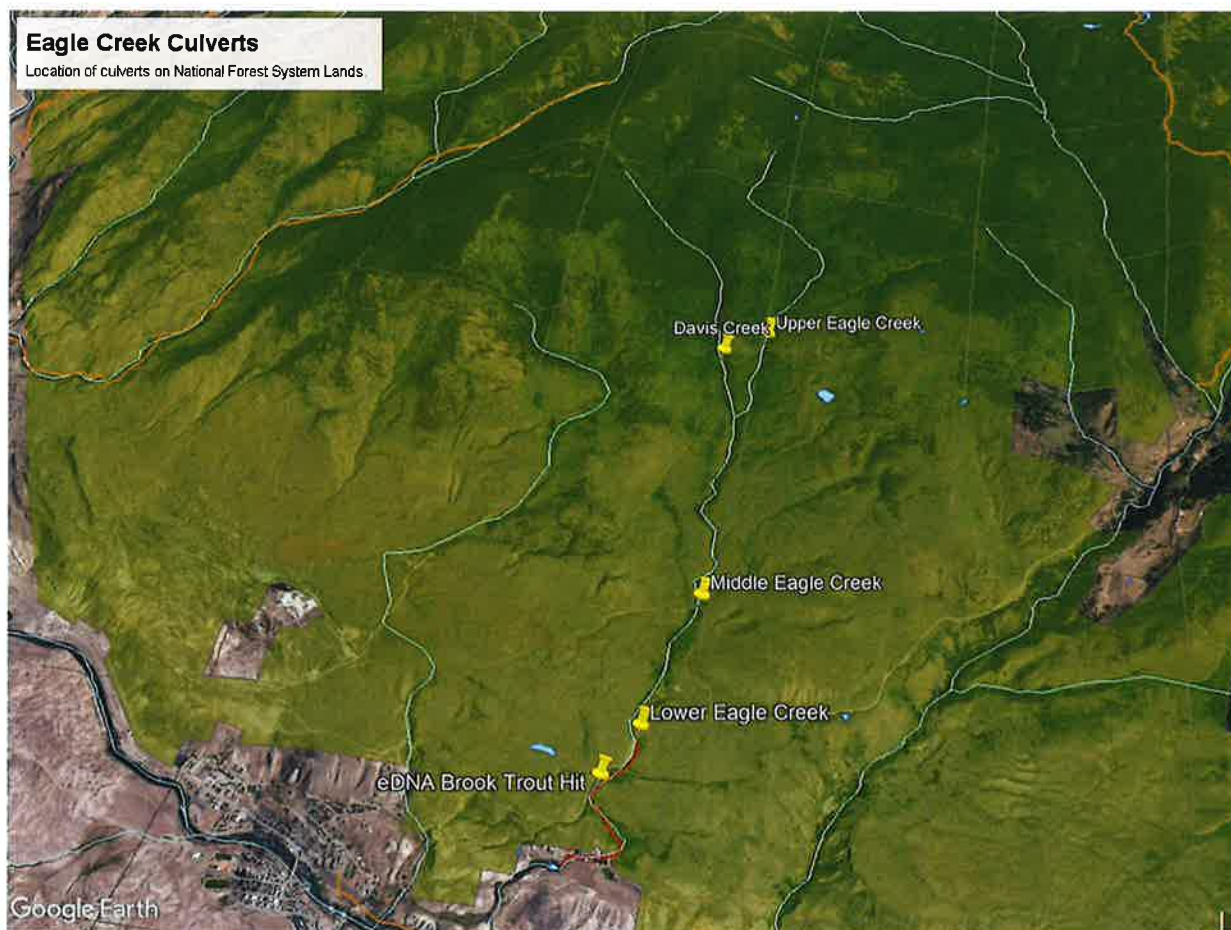 Eagle Creek Culverts
Location of culverts on National Forest System Lands
Davis Creek
Upper Eagle Creek
Middle Eagle Creek
Lower Eagle Creek
eDNA Brook Trout Hit
Google Earth